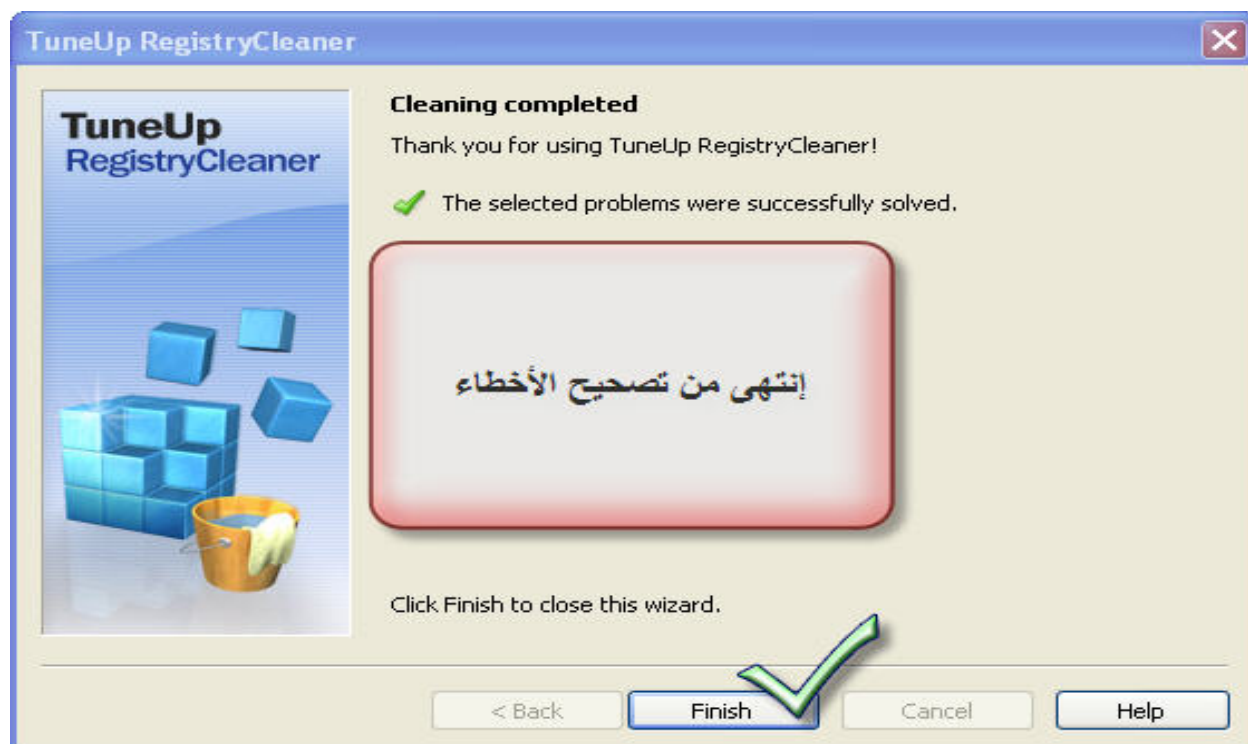 TuneUp RegistryCleaner
TuneUp
RegistryCleaner
Cleaning completed
Thank you for using TuneUp RegistryCleaner!
The selected problems were successfully solved.
إنتهى من تصحيح الأخطاء
Click Finish to close this wizard.
< Back Finish Cancel Help